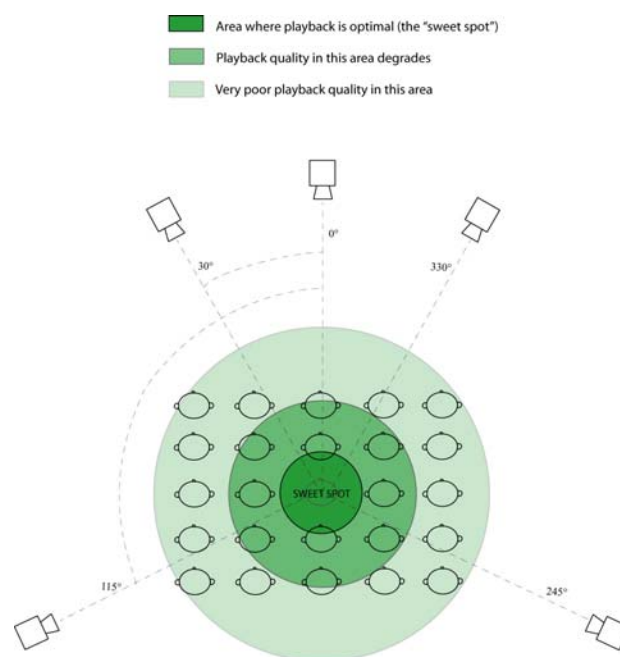 Area where playback is optimal (the “sweet spot”)
Playback quality in this area degrades
Very poor playback quality in this area
0°
30°
330°
SWEET SPOT
115°
245°